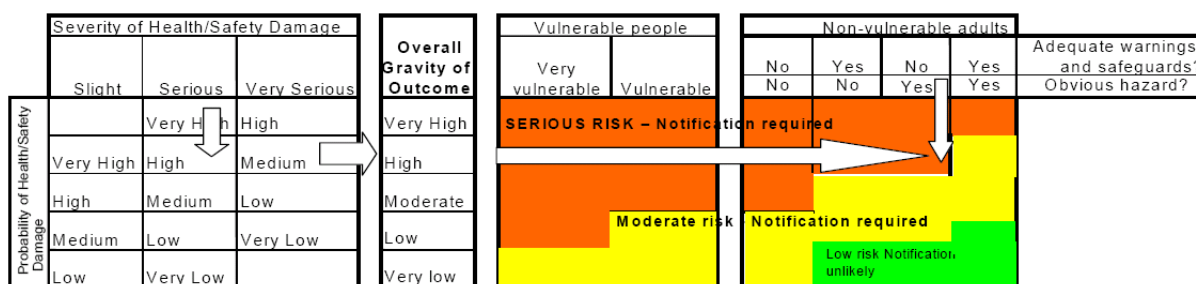 Severity of Health/Safety Damage
Overall Gravity of Outcome
Vulnerable people
Non-vulnerable adults
Slight Serious Very Serious
Very vulnerable Vulnerable
No Yes No Yes Adequate warnings and safeguards?
No No Yes Yes Obvious hazard?
Probability of Health/Safety Damage
Very High High Very High SERIOUS RISK – Notification required
Very High High Medium High
High Medium Low Moderate
Moderate risk - Notification required
Medium Low Very Low Low
Low risk Notification
unlikely
Low Very Low Very low